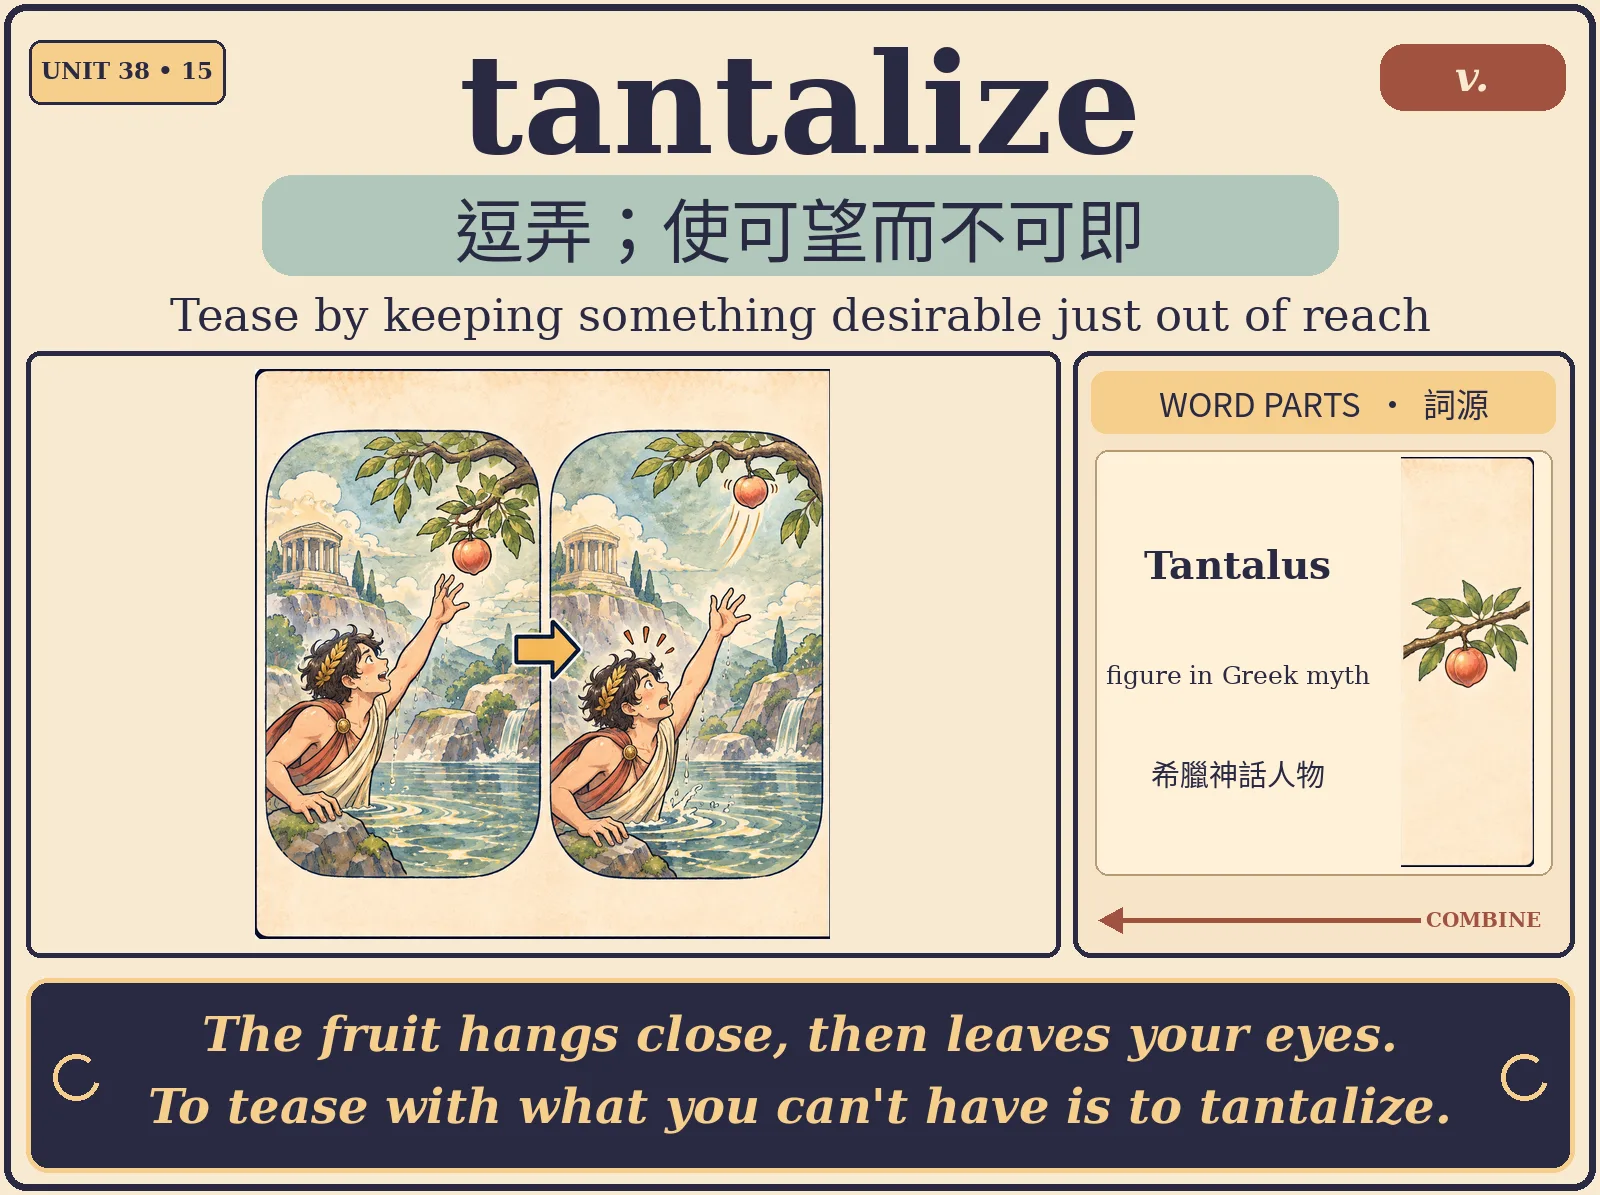 UNIT 38 • 15
tantalize
v.
逗弄；使可望而不可即
Tease by keeping something desirable just out of reach
WORD PARTS ・ 詞源
Tantalus
figure in Greek myth
希臘神話人物
COMBINE
The fruit hangs close, then leaves your eyes.
To tease with what you can't have is to tantalize.